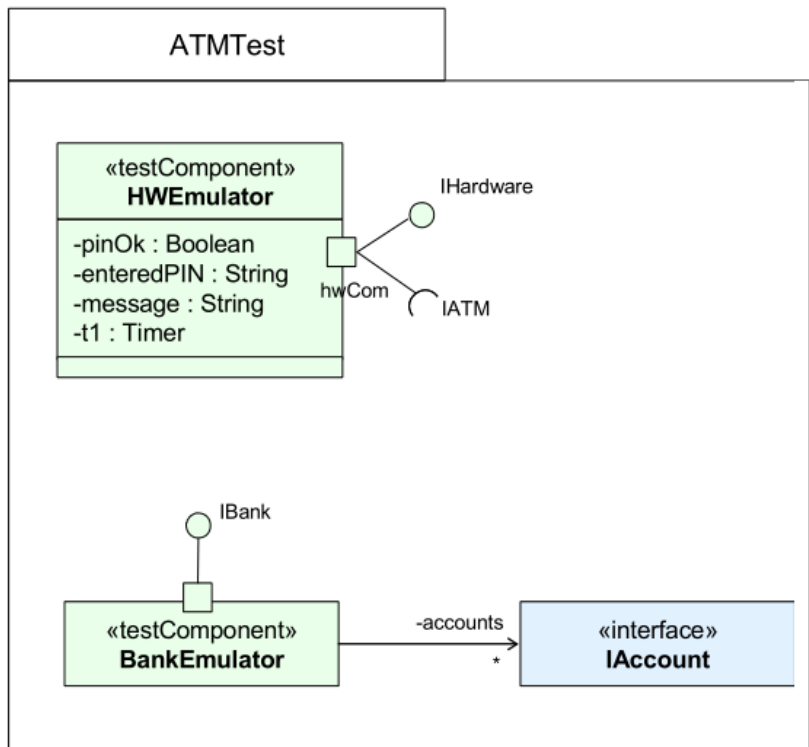 ATMTest
«testComponent»
HWEmulator
-pinOk : Boolean
-enteredPIN : String
-message : String
-t1 : Timer
hwCom
IHardware
IATM
IBank
«testComponent»
BankEmulator
-accounts
*
«interface»
IAccount